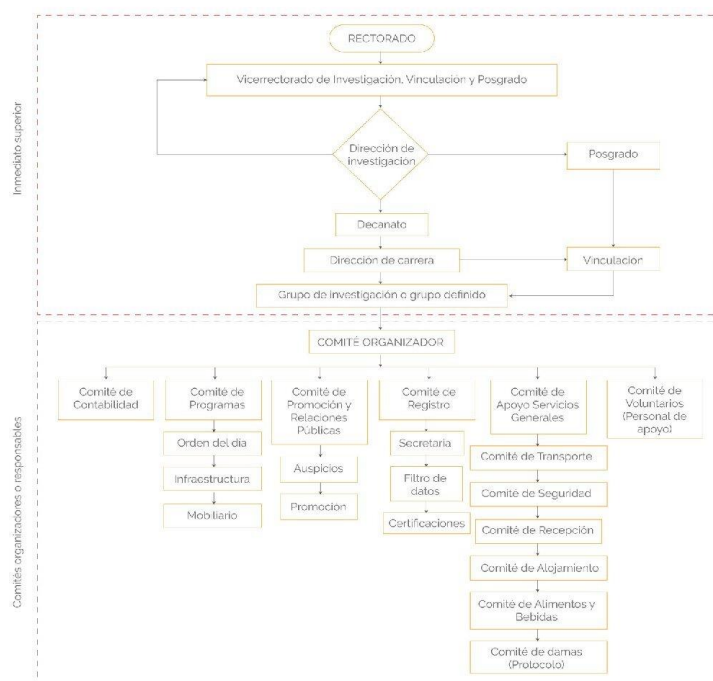 Inmediato superior
RECTORADO
Vicerrectorado de Investigación, Vinculación y Posgrado
Dirección de
investigación
Posgrado
Decanato
Dirección de carrera
Vinculación
Grupo de investigación o grupo definido
Comités organizadores o responsables
COMITÉ ORGANIZADOR
Comité de
Contabilidad
Comité de
Programas
Orden del día
Infraestructura
Mobiliario
Comité de
Promoción y
Relaciones
Públicas
Auspicios
Promoción
Comité de
Registro
Secretaria
Filtro de
datos
Certificaciones
Comité de
Apoyo Servicios
Generales
Comité de Transporte
Comité de Seguridad
Comité de Recepción
Comité de Alojamiento
Comité de Alimentos y
Bebidas
Comité de damas
(Protocolo)
Comité de
Voluntarios
(Personal de
apoyo)